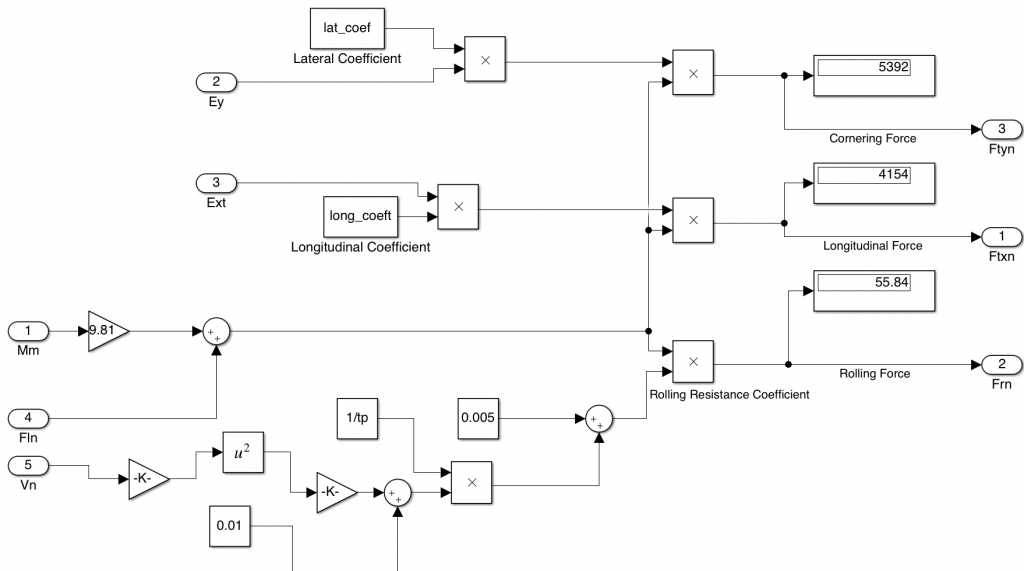 lat_coef
Lateral Coefficient
×
×
5392
2
Ey
Cornering Force
3
Ftyn
4154
3
Ext
long_coeft
Longitudinal Coefficient
×
×
Longitudinal Force
1
Ftxn
55.84
1
Mm
9.81
+
+
×
Rolling Force
2
Frn
Rolling Resistance Coefficient
4
Fln
1/tp
0.005
+
+
5
Vn
-K-
u²
-K-
+
+
×
0.01